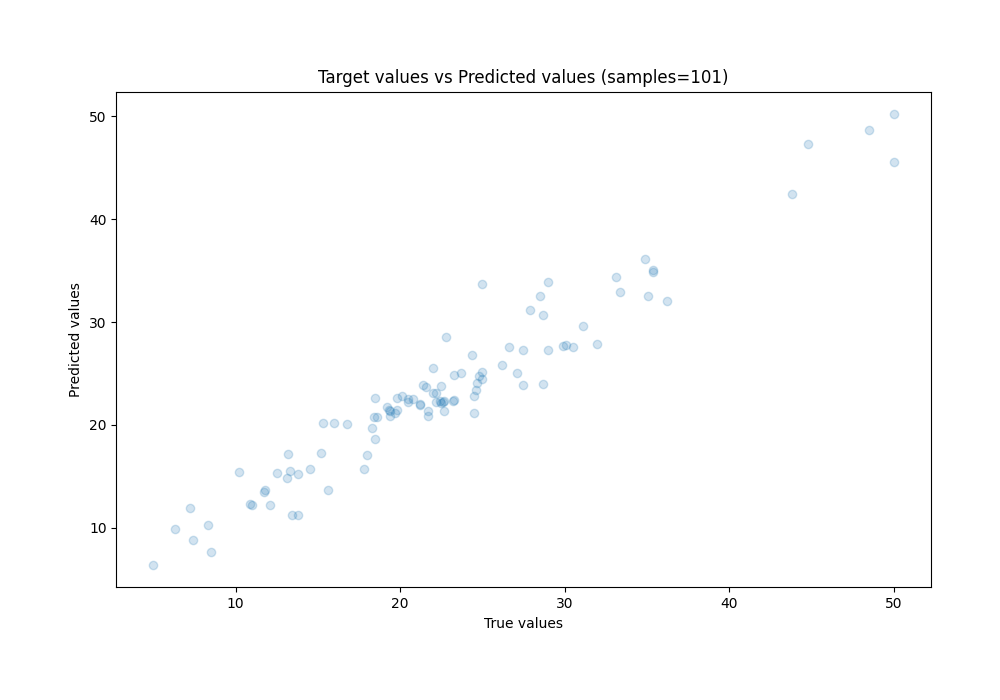 Target values vs Predicted values (samples=101)
50
40
30
20
10
Predicted values
10 20 30 40 50
True values